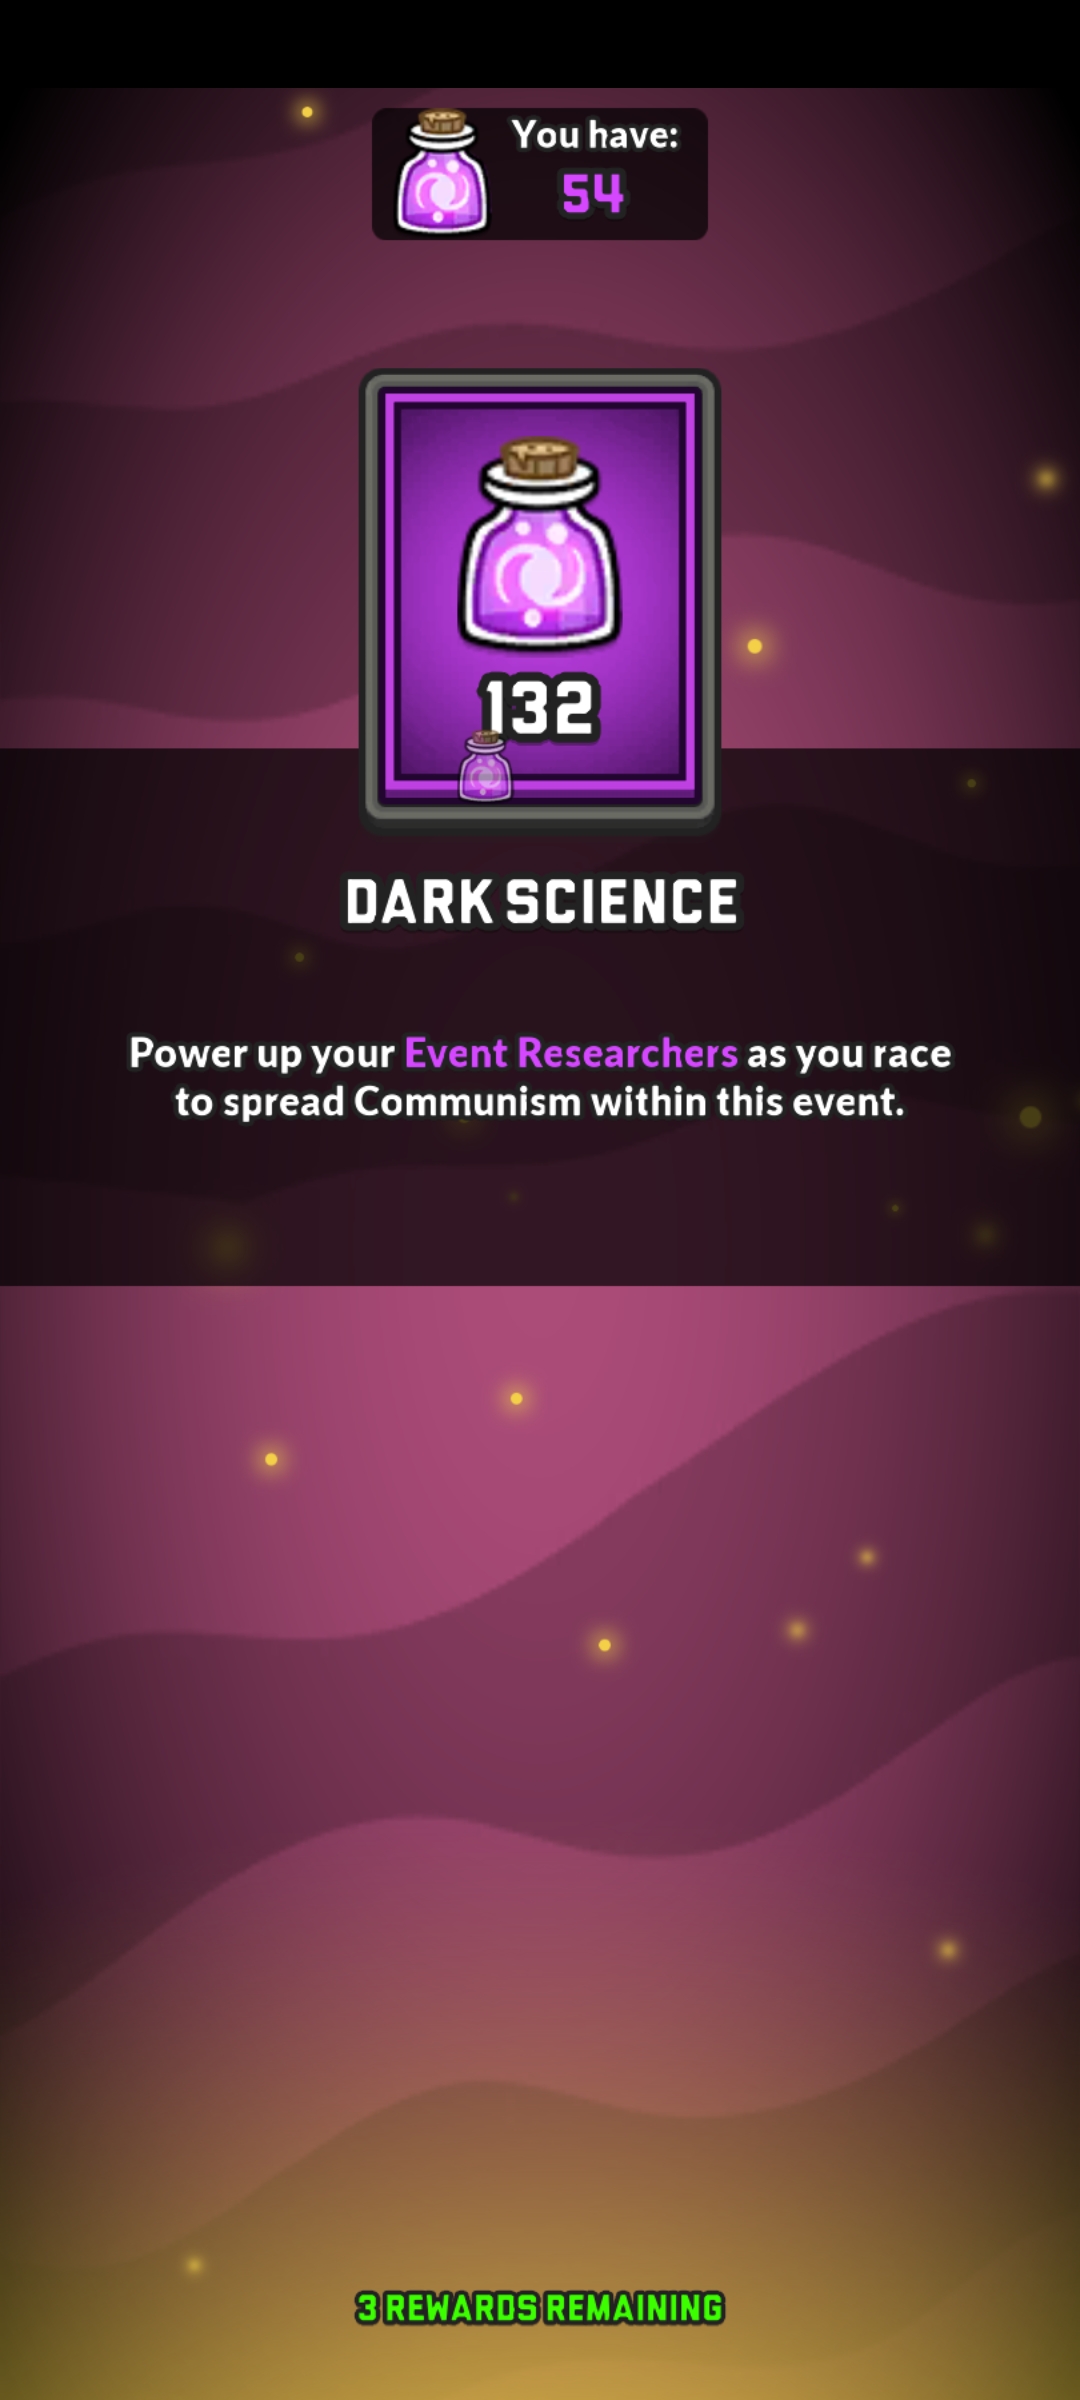 You have:
54
132
DARK SCIENCE
Power up your Event Researchers as you race
to spread Communism within this event.
3 REWARDS REMAINING